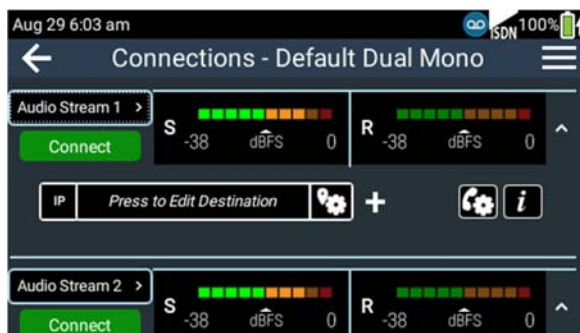 Aug 29 6:03 am
ISDN 100%
Connections - Default Dual Mono
Audio Stream 1 >
Connect
S
-38 dBFS 0
R
-38 dBFS 0
IP
Press to Edit Destination
+
i
Audio Stream 2 >
Connect
S
-38 dBFS 0
R
-38 dBFS 0